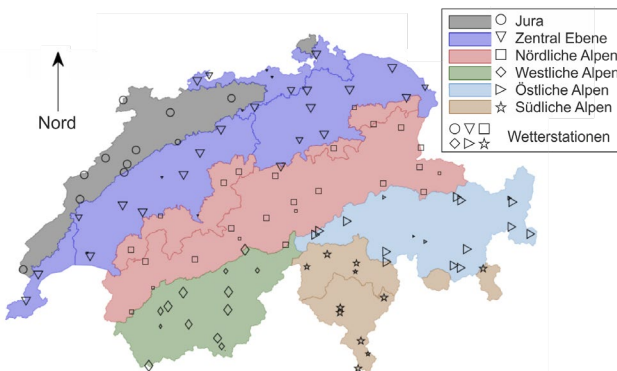 Nord
Jura
Zentral Ebene
Nördliche Alpen
Westliche Alpen
Östliche Alpen
Südliche Alpen
Wetterstationen